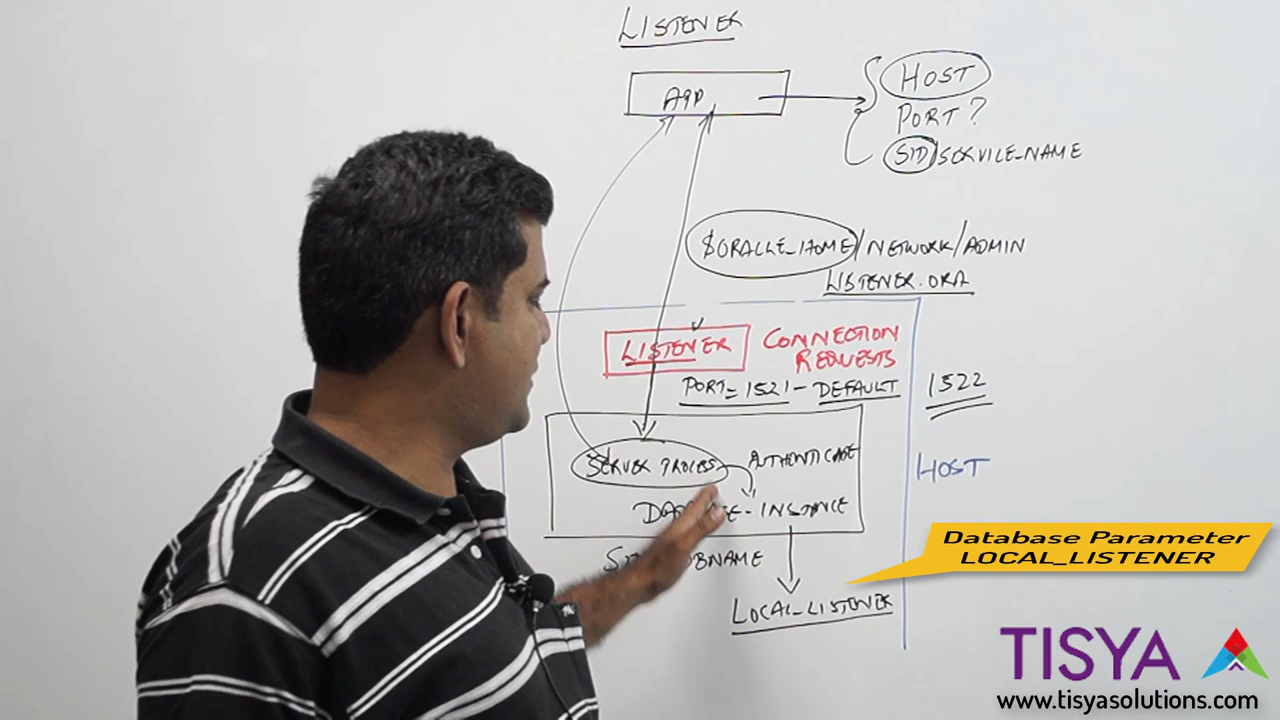 LISTENER
APP
HOST
PORT?
SID/SERVICE_NAME
$ORACLE_HOME/NETWORK/ADMIN
LISTENER.ORA
LISTENER
CONNECTION
REQUESTS
PORT=1521-DEFAULT
1522
SERVER PROCESS
AUTHENTICATE
HOST
INSTANCE
DBNAME
LOCAL_LISTENER
Database Parameter
LOCAL_LISTENER
TISYA
www.tisyasolutions.com